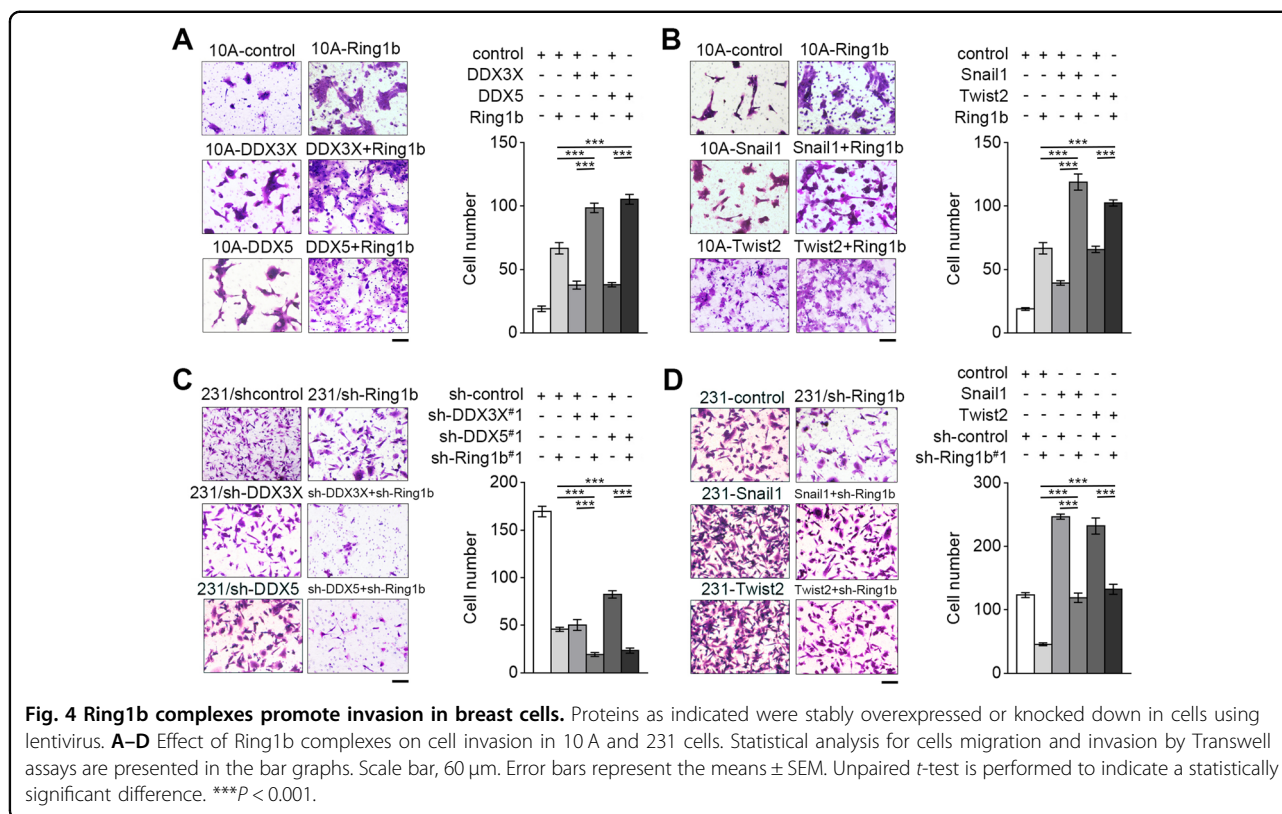 A
10A-control 10A-Ring1b
10A-DDX3X DDX3X+Ring1b
10A-DDX5 DDX5+Ring1b
control + + + - + -
DDX3X - - + + - -
DDX5 - - - - + +
Ring1b - + - + - +
***
***
*** ***
Cell number
150
100
50
0
B
10A-control 10A-Ring1b
10A-Snail1 Snail1+Ring1b
10A-Twist2 Twist2+Ring1b
control + + + - + -
Snail1 - - + + - -
Twist2 - - - - + +
Ring1b - + - + - +
***
***
*** ***
Cell number
150
100
50
0
C
231/shcontrol 231/sh-Ring1b
231/sh-DDX3X sh-DDX3X+sh-Ring1b
231/sh-DDX5 sh-DDX5+sh-Ring1b
sh-control + + + - + -
sh-DDX3X#1 - - + + - -
sh-DDX5#1 - - - - + +
sh-Ring1b#1 - + - + - +
***
***
*** ***
Cell number
200
150
100
50
0
D
231-control 231/sh-Ring1b
231-Snail1 Snail1+sh-Ring1b
231-Twist2 Twist2+sh-Ring1b
control + + - - - -
Snail1 - - + + - -
Twist2 - - - - + +
sh-control + - + - + -
sh-Ring1b#1 - + - + - +
***
***
*** ***
Cell number
300
200
100
0
Fig. 4 Ring1b complexes promote invasion in breast cells. Proteins as indicated were stably overexpressed or knocked down in cells using
lentivirus. A–D Effect of Ring1b complexes on cell invasion in 10 A and 231 cells. Statistical analysis for cells migration and invasion by Transwell
assays are presented in the bar graphs. Scale bar, 60 μm. Error bars represent the means ± SEM. Unpaired t-test is performed to indicate a statistically
significant difference. ***P < 0.001.